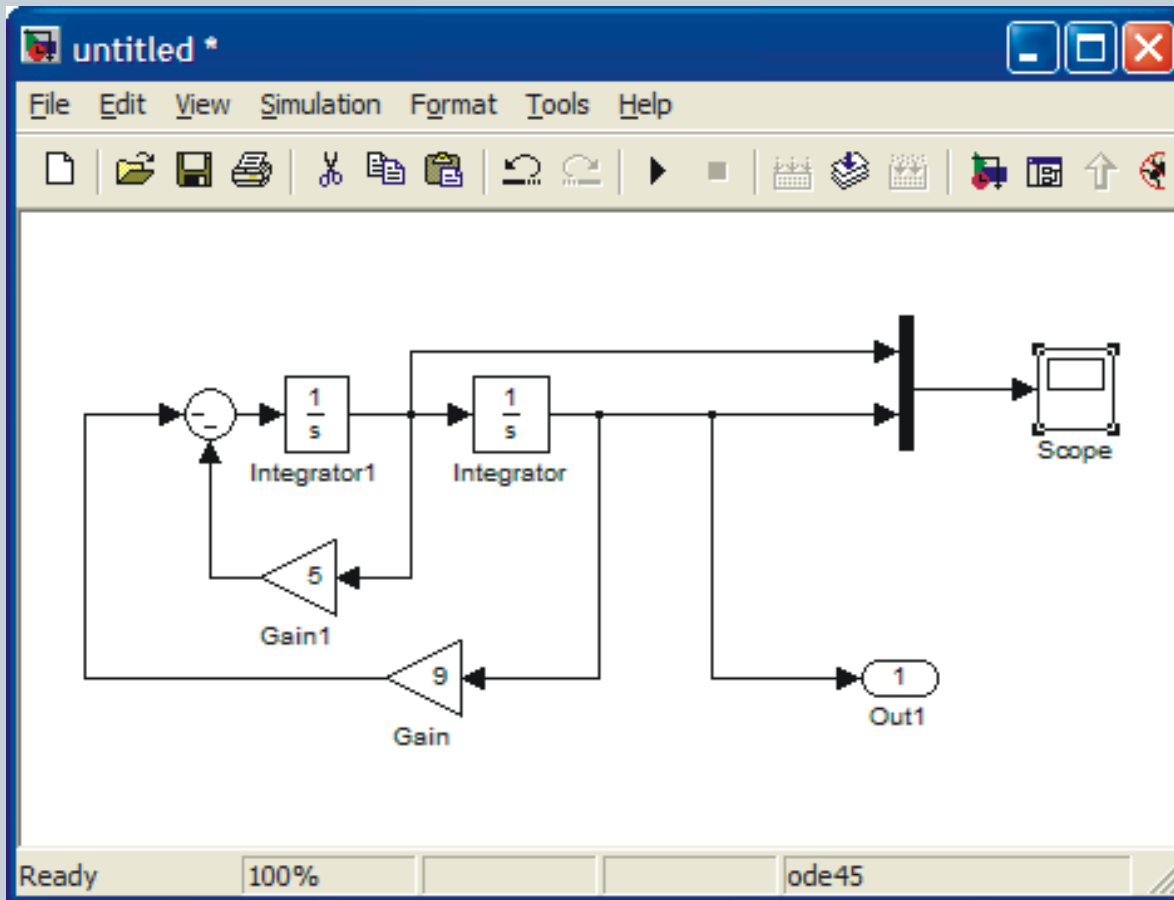 untitled *
File Edit View Simulation Format Tools Help
1
s
Integrator1
1
s
Integrator
Scope
5
Gain1
9
Gain
1
Out1
Ready 100% ode45